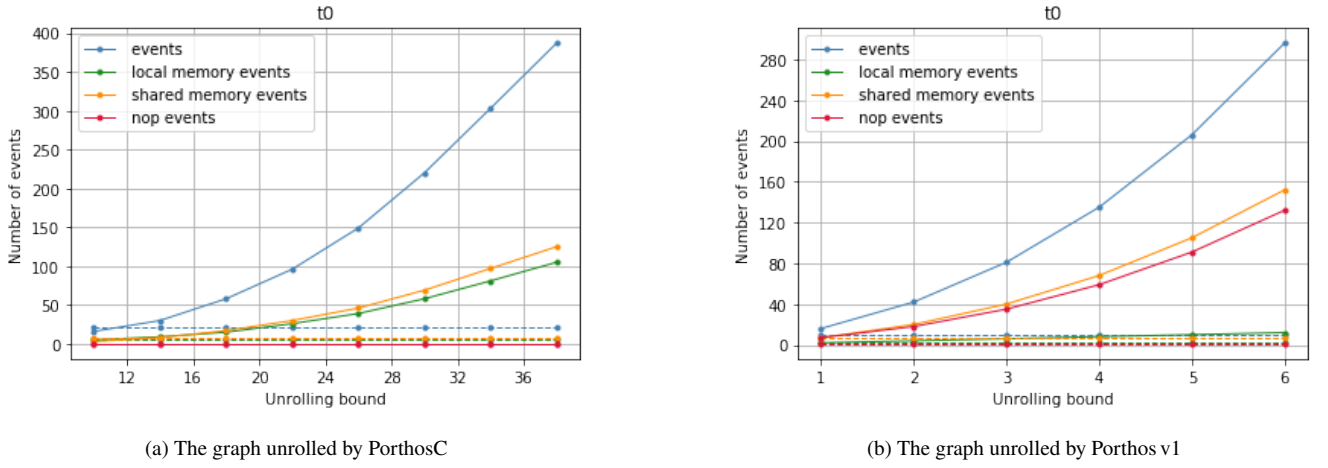 t0
400
350
300
250
200
150
100
50
0
Number of events
events
local memory events
shared memory events
nop events
12
16
20
24
28
32
36
Unrolling bound
(a) The graph unrolled by PorthosC
t0
280
240
200
160
120
80
40
0
Number of events
events
local memory events
shared memory events
nop events
1
2
3
4
5
6
Unrolling bound
(b) The graph unrolled by Porthos v1